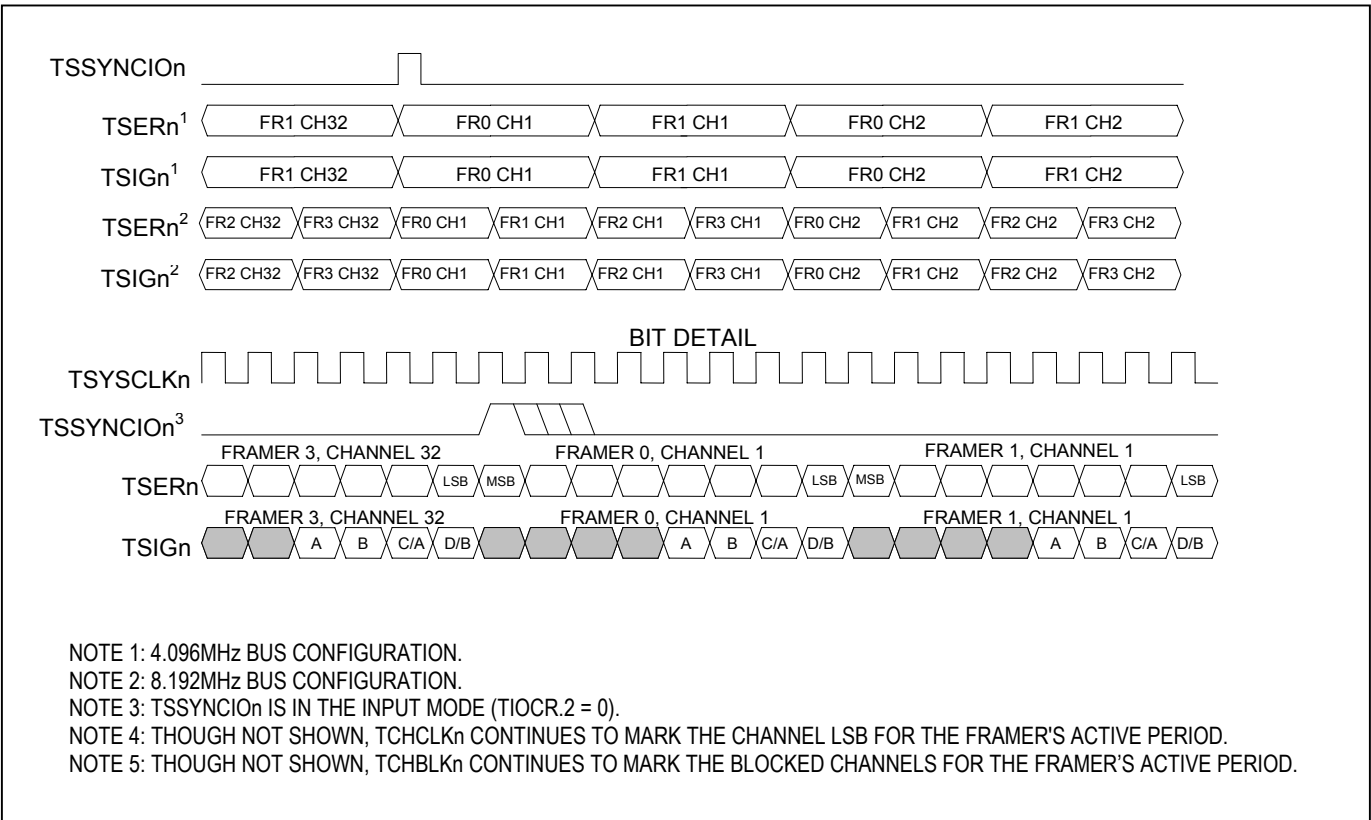 TSSYNCIOn
TSERn1 FR1 CH32 FR0 CH1 FR1 CH1 FR0 CH2 FR1 CH2
TSIGn1 FR1 CH32 FR0 CH1 FR1 CH1 FR0 CH2 FR1 CH2
TSERn2 FR2 CH32 FR3 CH32 FR0 CH1 FR1 CH1 FR2 CH1 FR3 CH1 FR0 CH2 FR1 CH2 FR2 CH2 FR3 CH2
TSIGn2 FR2 CH32 FR3 CH32 FR0 CH1 FR1 CH1 FR2 CH1 FR3 CH1 FR0 CH2 FR1 CH2 FR2 CH2 FR3 CH2
BIT DETAIL
TSYSCLKn
TSSYNCIOn3
FRAMER 3, CHANNEL 32 FRAMER 0, CHANNEL 1 FRAMER 1, CHANNEL 1
TSERn LSB MSB LSB MSB LSB
FRAMER 3, CHANNEL 32 FRAMER 0, CHANNEL 1 FRAMER 1, CHANNEL 1
TSIGn A B C/A D/B A B C/A D/B A B C/A D/B
NOTE 1: 4.096MHz BUS CONFIGURATION.
NOTE 2: 8.192MHz BUS CONFIGURATION.
NOTE 3: TSSYNCIOn IS IN THE INPUT MODE (TIOCR.2 = 0).
NOTE 4: THOUGH NOT SHOWN, TCHCLKn CONTINUES TO MARK THE CHANNEL LSB FOR THE FRAMER'S ACTIVE PERIOD.
NOTE 5: THOUGH NOT SHOWN, TCHBLKn CONTINUES TO MARK THE BLOCKED CHANNELS FOR THE FRAMER’S ACTIVE PERIOD.